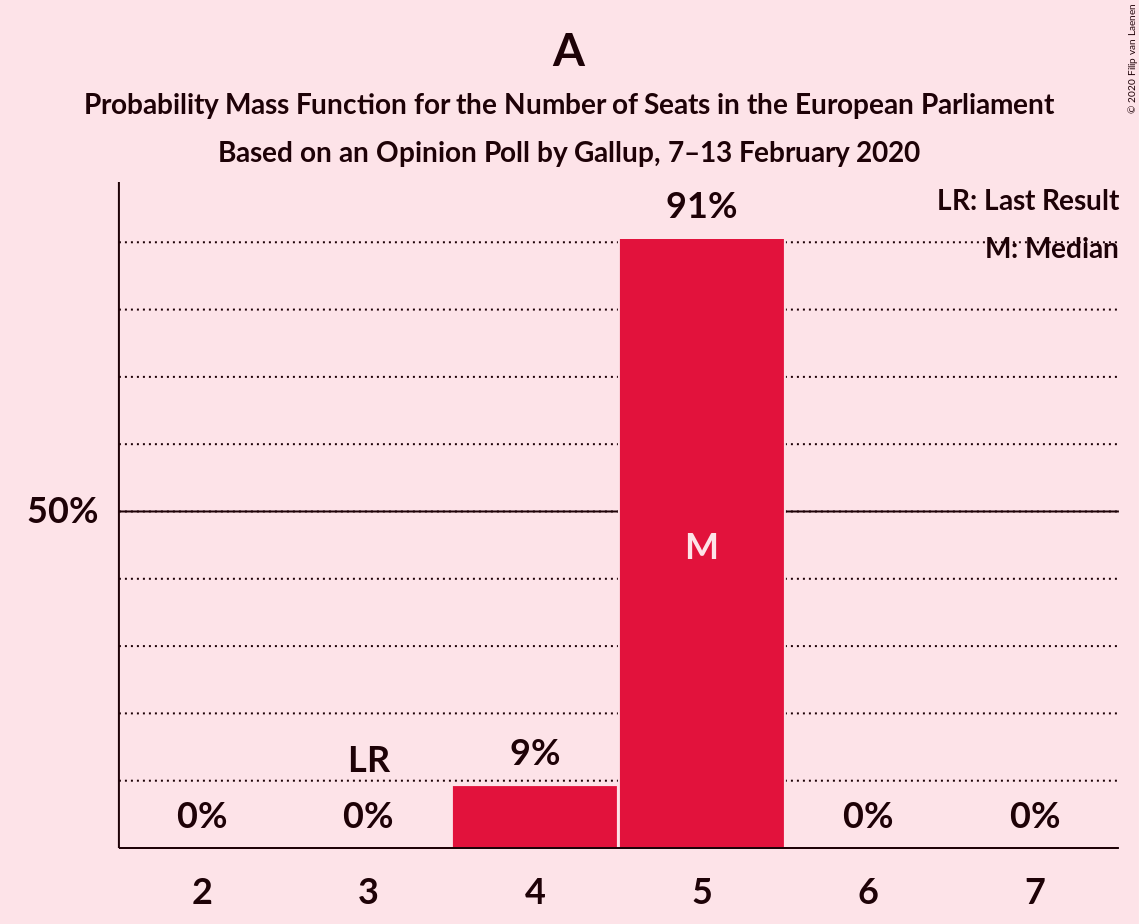 A
Probability Mass Function for the Number of Seats in the European Parliament
Based on an Opinion Poll by Gallup, 7–13 February 2020
© 2020 Filip van Laenen
LR: Last Result
M: Median
91%
50%
M
LR
9%
0%
0%
0%
0%
2
3
4
5
6
7